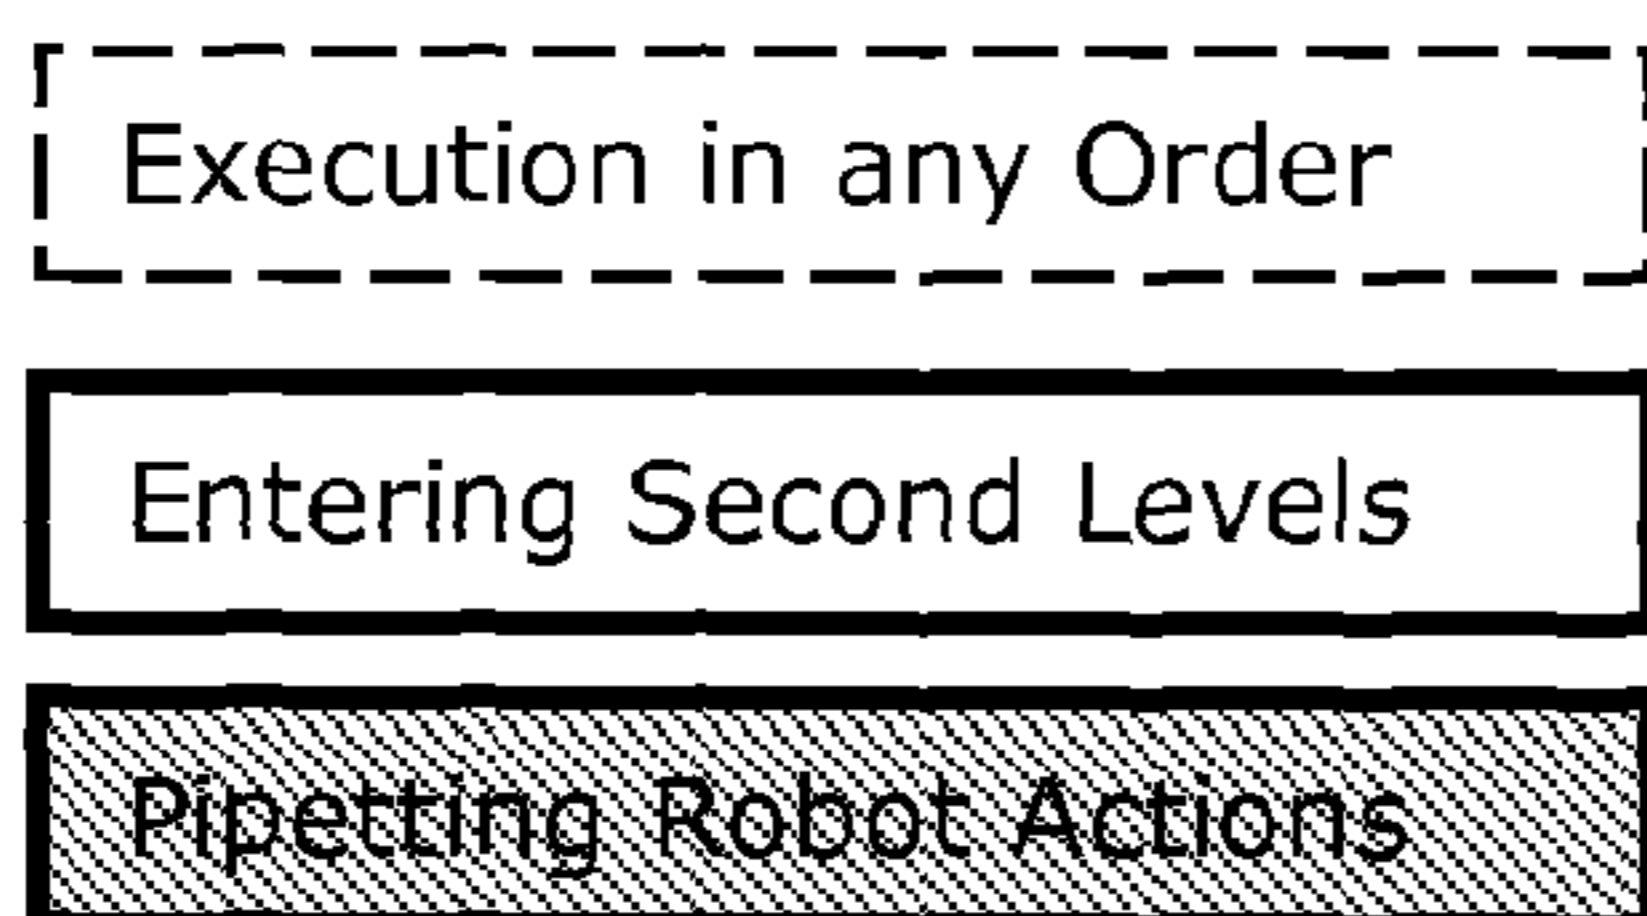 Execution in any Order
Entering Second Levels
Pipetting Robot Actions